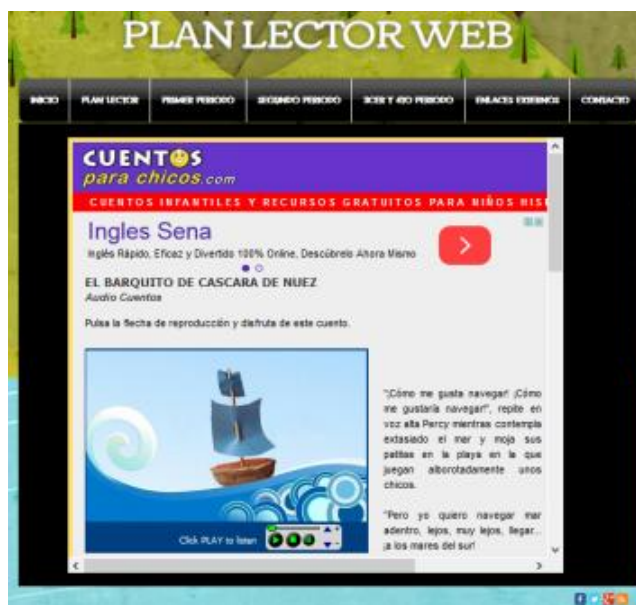 PLAN LECTOR WEB
INICIO PLAN LECTOR PRIMER PERIODO SEGUNDO PERIODO 3CER Y 4TO PERIODO ENLACES EXTERNOS CONTACTO
CUENTOS
para chicos.com
CUENTOS INFANTILES Y RECURSOS GRATUITOS PARA NIÑOS HIS
Ingles Sena
Inglés Rápido, Eficaz y Divertido 100% Online, Descúbrelo Ahora Mismo
EL BARQUITO DE CASCARA DE NUEZ
Audio Cuentos
Pulsa la flecha de reproducción y disfruta de este cuento.
Click PLAY to listen
"¡Cómo me gusta navegar! ¡Cómo
me gustaría navegar!", repite en
voz alta Percy mientras contempla
extasiado el mar y moja sus
patitas en la playa en la que
juegan alborotadamente unos
chicos.
"Pero yo quiero navegar mar
adentro, lejos, muy lejos, llegar...
¡a los mares del sur!